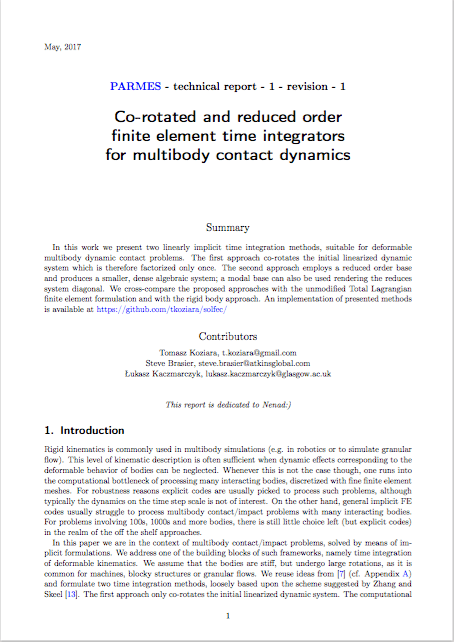 May, 2017
PARMES - technical report - 1 - revision - 1
Co-rotated and reduced order
finite element time integrators
for multibody contact dynamics
Summary
In this work we present two linearly implicit time integration methods, suitable for deformable
multibody dynamic contact problems. The first approach co-rotates the initial linearized dynamic
system which is therefore factorized only once. The second approach employs a reduced order base
and produces a smaller, dense algebraic system; a modal base can also be used rendering the reduces
system diagonal. We cross-compare the proposed approaches with the unmodified Total Lagrangian
finite element formulation and with the rigid body approach. An implementation of presented methods
is available at https://github.com/tkoziara/solfec/
Contributors
Tomasz Koziara, t.koziara@gmail.com
Steve Brasier, steve.brasier@atkinsglobal.com
Łukasz Kaczmarczyk, lukasz.kaczmarczyk@glasgow.ac.uk
This report is dedicated to Nenad:)
1. Introduction
Rigid kinematics is commonly used in multibody simulations (e.g. in robotics or to simulate granular
flow). This level of kinematic description is often sufficient when dynamic effects corresponding to the
deformable behavior of bodies can be neglected. Whenever this is not the case though, one runs into
the computational bottleneck of processing many interacting bodies, discretized with fine finite element
meshes. For robustness reasons explicit codes are usually picked to process such problems, although
typically the dynamics on the time step scale is not of interest. On the other hand, general implicit FE
codes usually struggle to process multibody contact/impact problems with many interacting bodies.
For problems involving 100s, 1000s and more bodies, there is still little choice left (but explicit codes)
in the realm of the off the shelf approaches.
In this paper we are in the context of multibody contact/impact problems, solved by means of im-
plicit formulations. We address one of the building blocks of such frameworks, namely time integration
of deformable kinematics. We assume that the bodies are stiff, but undergo large rotations, as it is
common for machines, blocky structures or granular flows. We reuse ideas from [7] (cf. Appendix A)
and formulate two time integration methods, loosely based upon the scheme suggested by Zhang and
Skeel [13]. The first approach only co-rotates the initial linearized dynamic system. The computational
1